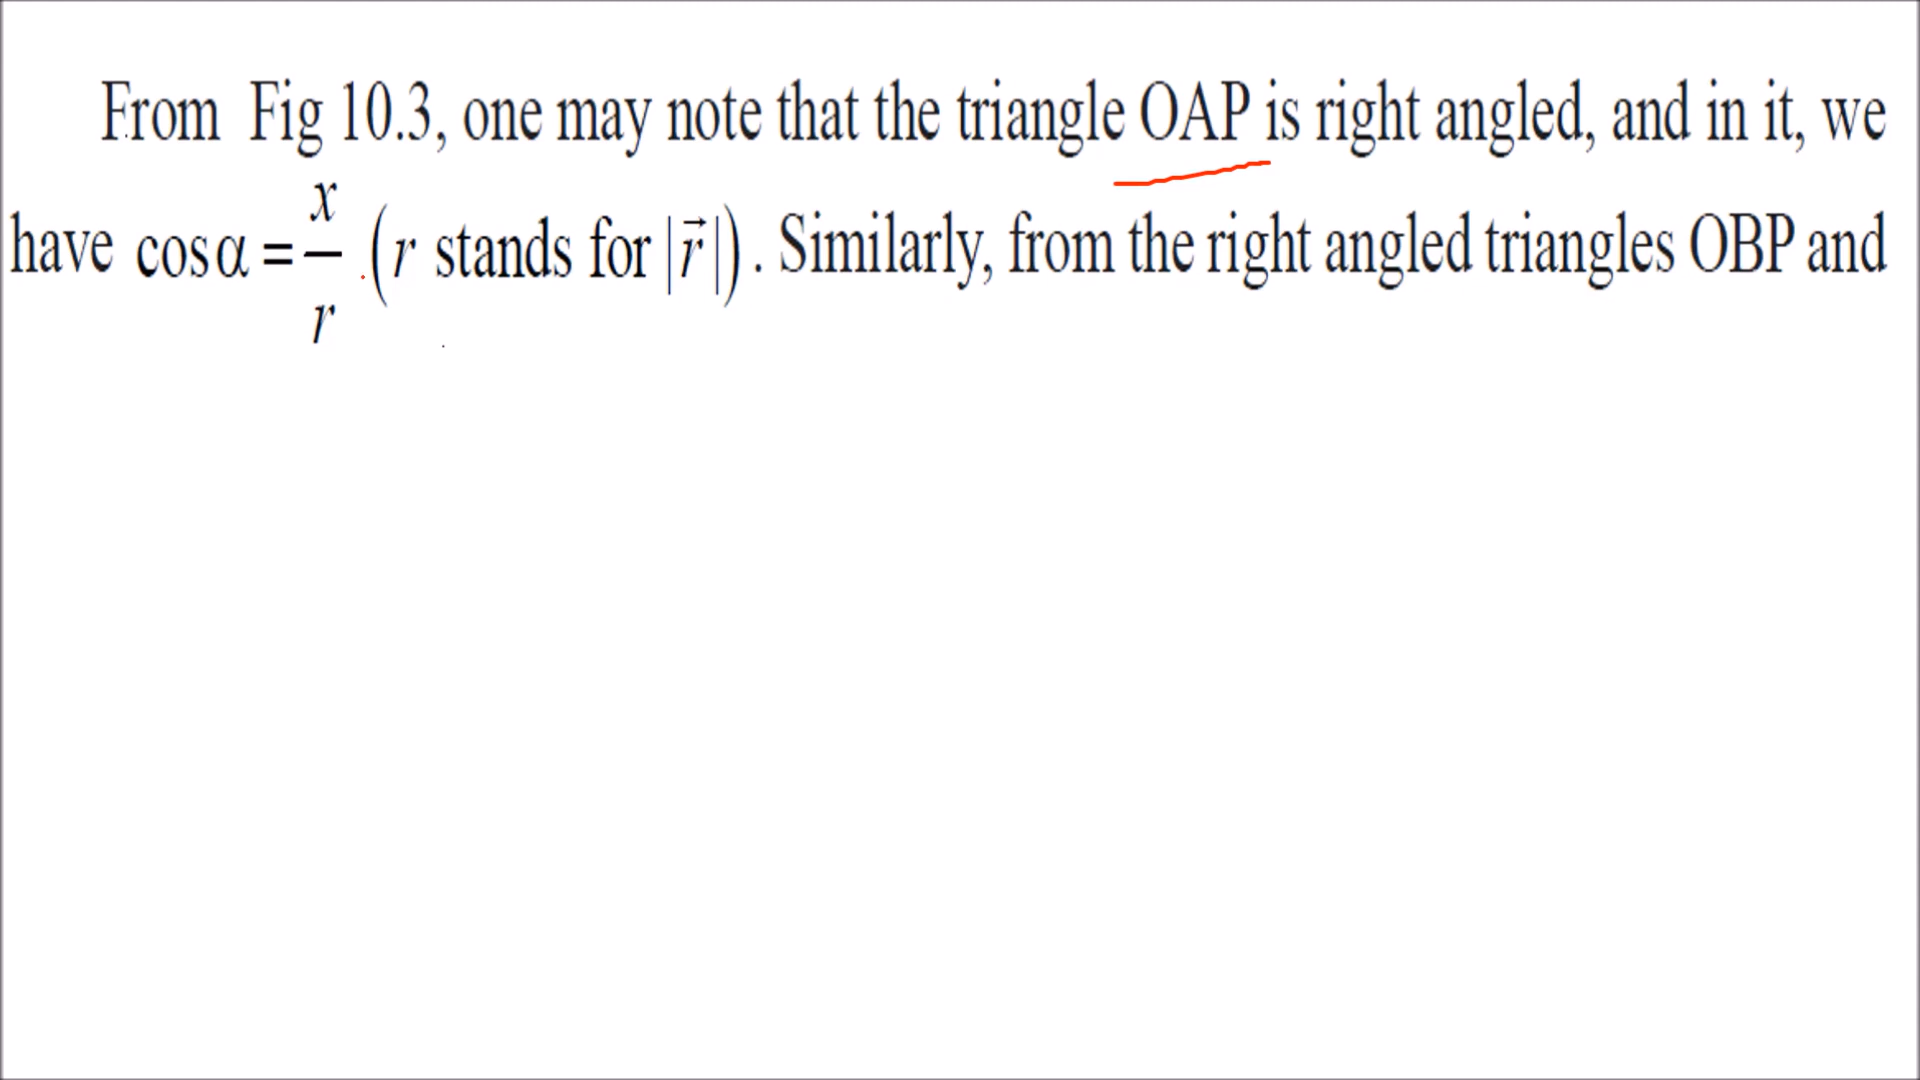 From Fig 10.3, one may note that the triangle OAP is right angled, and in it, we
have cos α = x/r (r stands for |r⃗|). Similarly, from the right angled triangles OBP and